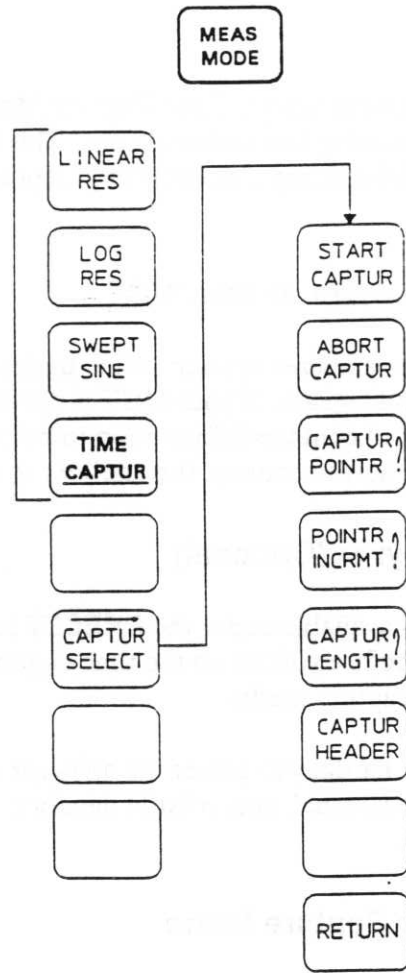 MEAS
MODE
LINEAR
RES
LOG
RES
SWEPT
SINE
TIME
CAPTUR
CAPTUR
SELECT
START
CAPTUR
ABORT
CAPTUR
CAPTUR
POINTR ?
POINTR
INCRMT ?
CAPTUR
LENGTH ?
CAPTUR
HEADER
RETURN